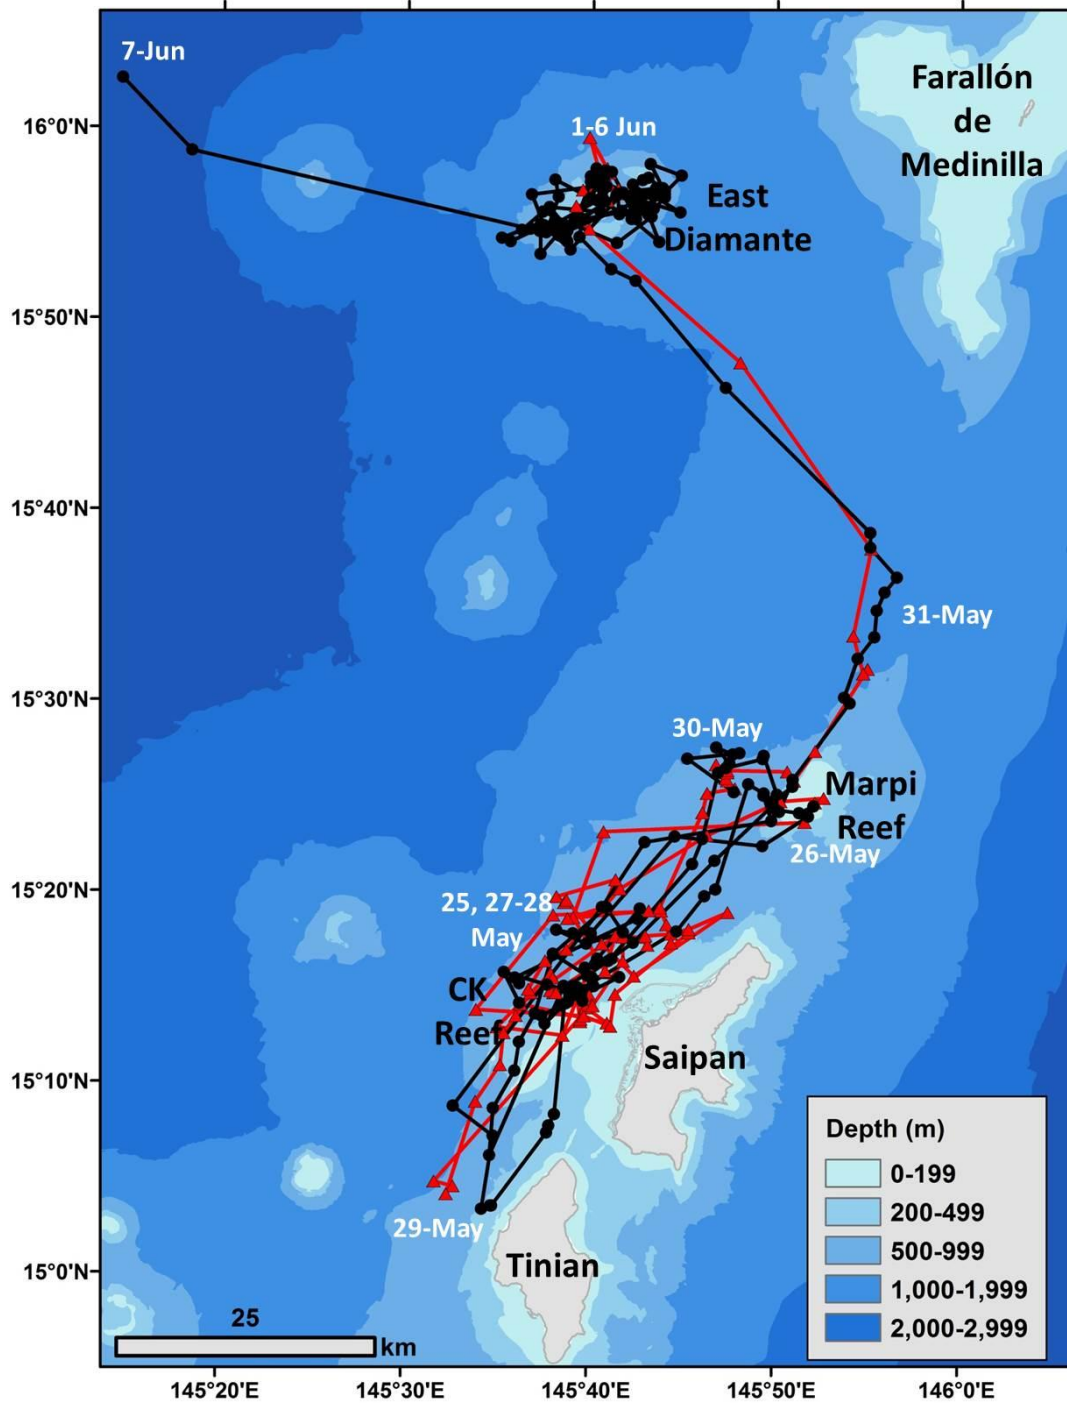 7-Jun
Farallón
de
Medinilla
16°0'N
1-6 Jun
East
Diamante
15°50'N
15°40'N
31-May
15°30'N
30-May
Marpi
Reef
26-May
15°20'N
25, 27-28
May
CK
Reef
Saipan
15°10'N
Depth (m)
0-199
200-499
500-999
1,000-1,999
2,000-2,999
29-May
Tinian
15°0'N
25
km
145°20'E
145°30'E
145°40'E
145°50'E
146°0'E